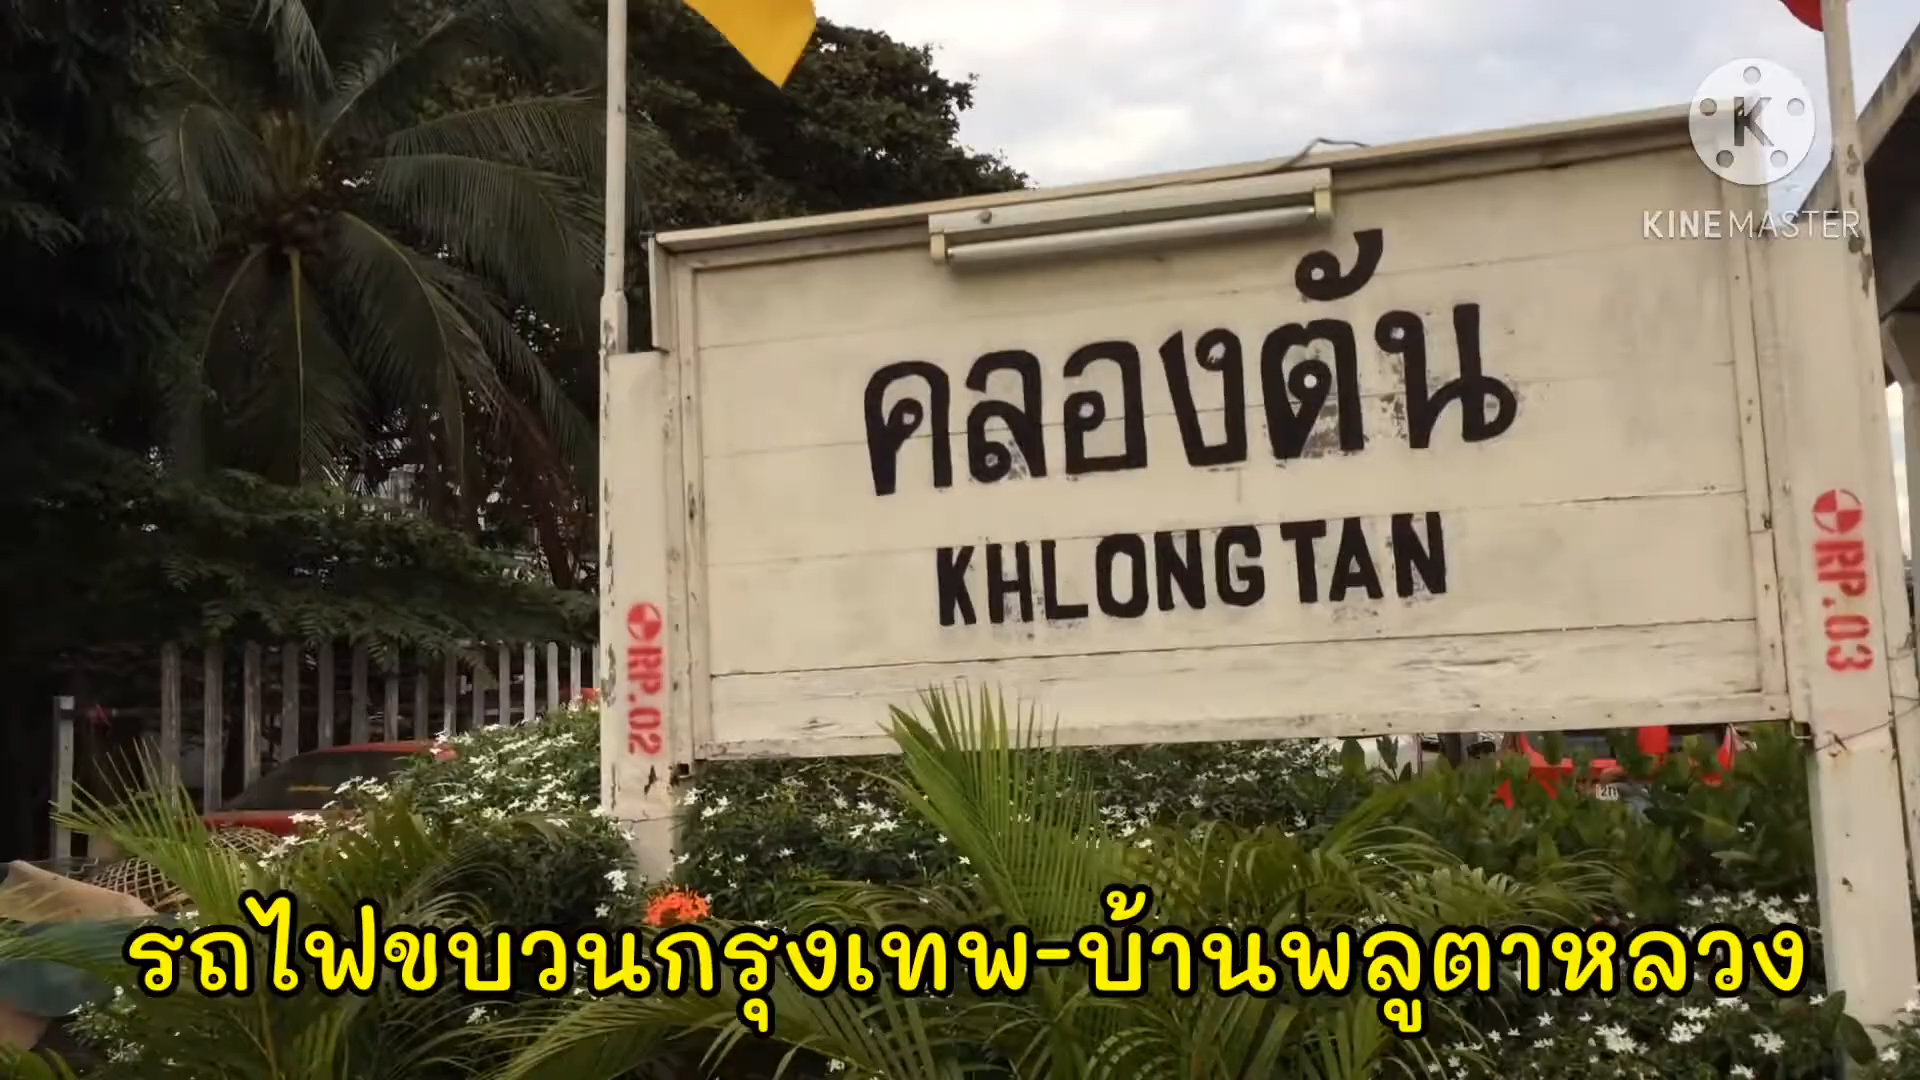 K
KINEMASTER
คลองตัน
KHLONG TAN
RP.02
RP.03
รถไฟขบวนกรุงเทพ-บ้านพลูตาหลวง